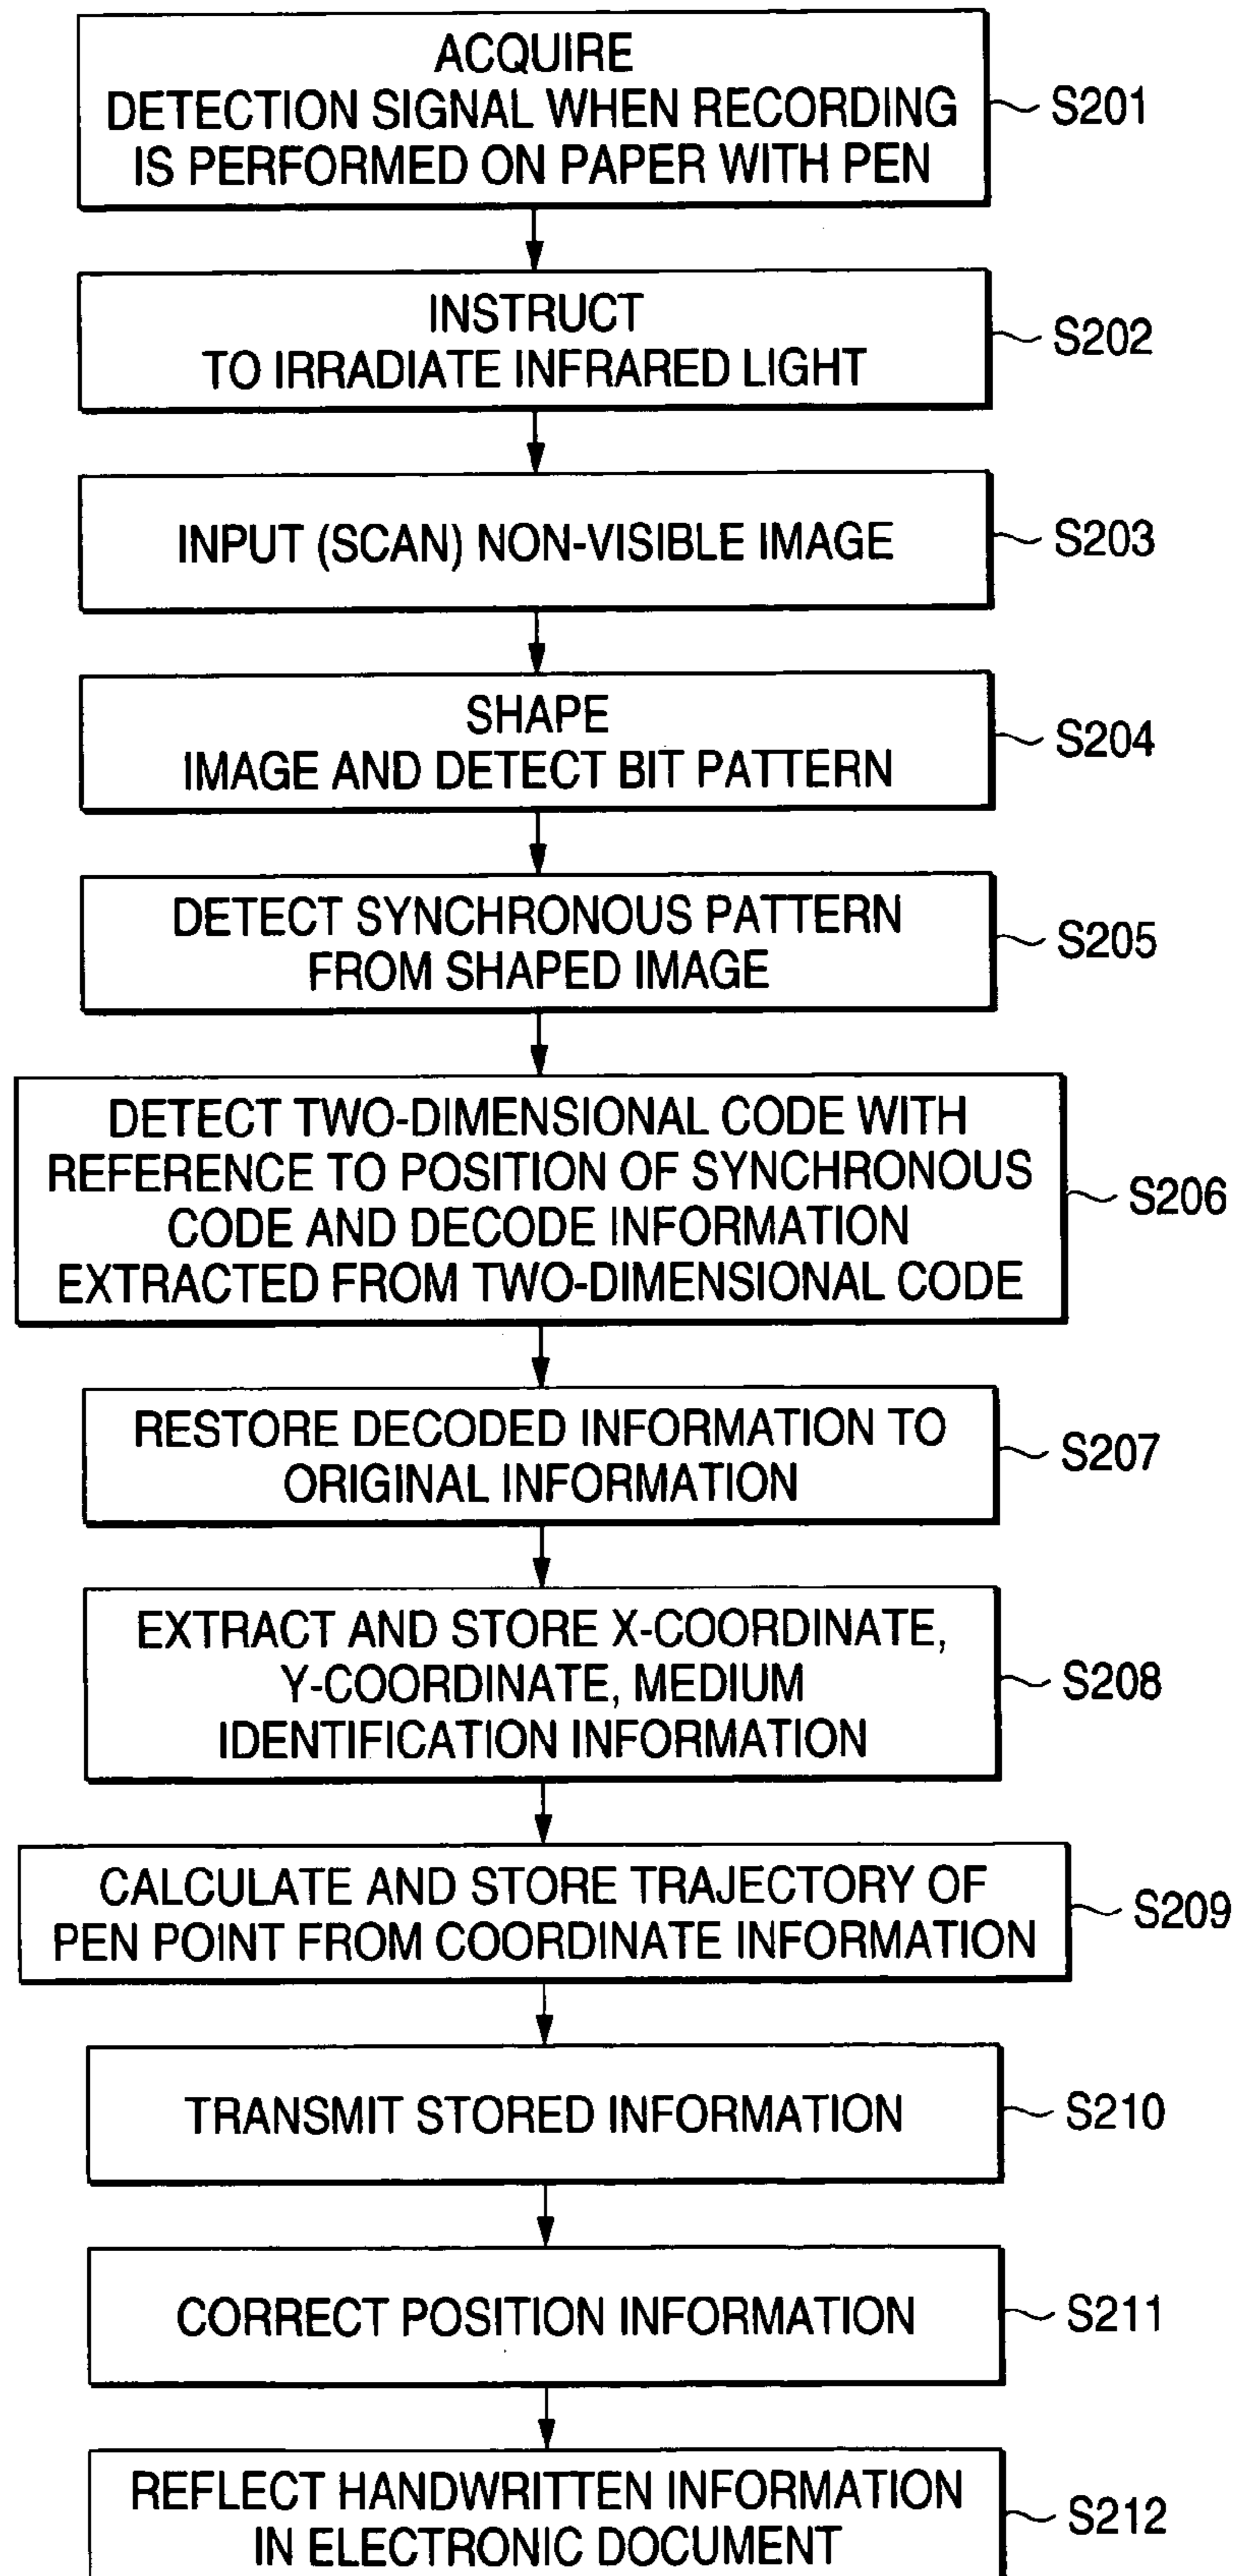 ACQUIRE
DETECTION SIGNAL WHEN RECORDING
IS PERFORMED ON PAPER WITH PEN
S201
INSTRUCT
TO IRRADIATE INFRARED LIGHT
S202
INPUT (SCAN) NON-VISIBLE IMAGE
S203
SHAPE
IMAGE AND DETECT BIT PATTERN
S204
DETECT SYNCHRONOUS PATTERN
FROM SHAPED IMAGE
S205
DETECT TWO-DIMENSIONAL CODE WITH
REFERENCE TO POSITION OF SYNCHRONOUS
CODE AND DECODE INFORMATION
EXTRACTED FROM TWO-DIMENSIONAL CODE
S206
RESTORE DECODED INFORMATION TO
ORIGINAL INFORMATION
S207
EXTRACT AND STORE X-COORDINATE,
Y-COORDINATE, MEDIUM
IDENTIFICATION INFORMATION
S208
CALCULATE AND STORE TRAJECTORY OF
PEN POINT FROM COORDINATE INFORMATION
S209
TRANSMIT STORED INFORMATION
S210
CORRECT POSITION INFORMATION
S211
REFLECT HANDWRITTEN INFORMATION
IN ELECTRONIC DOCUMENT
S212